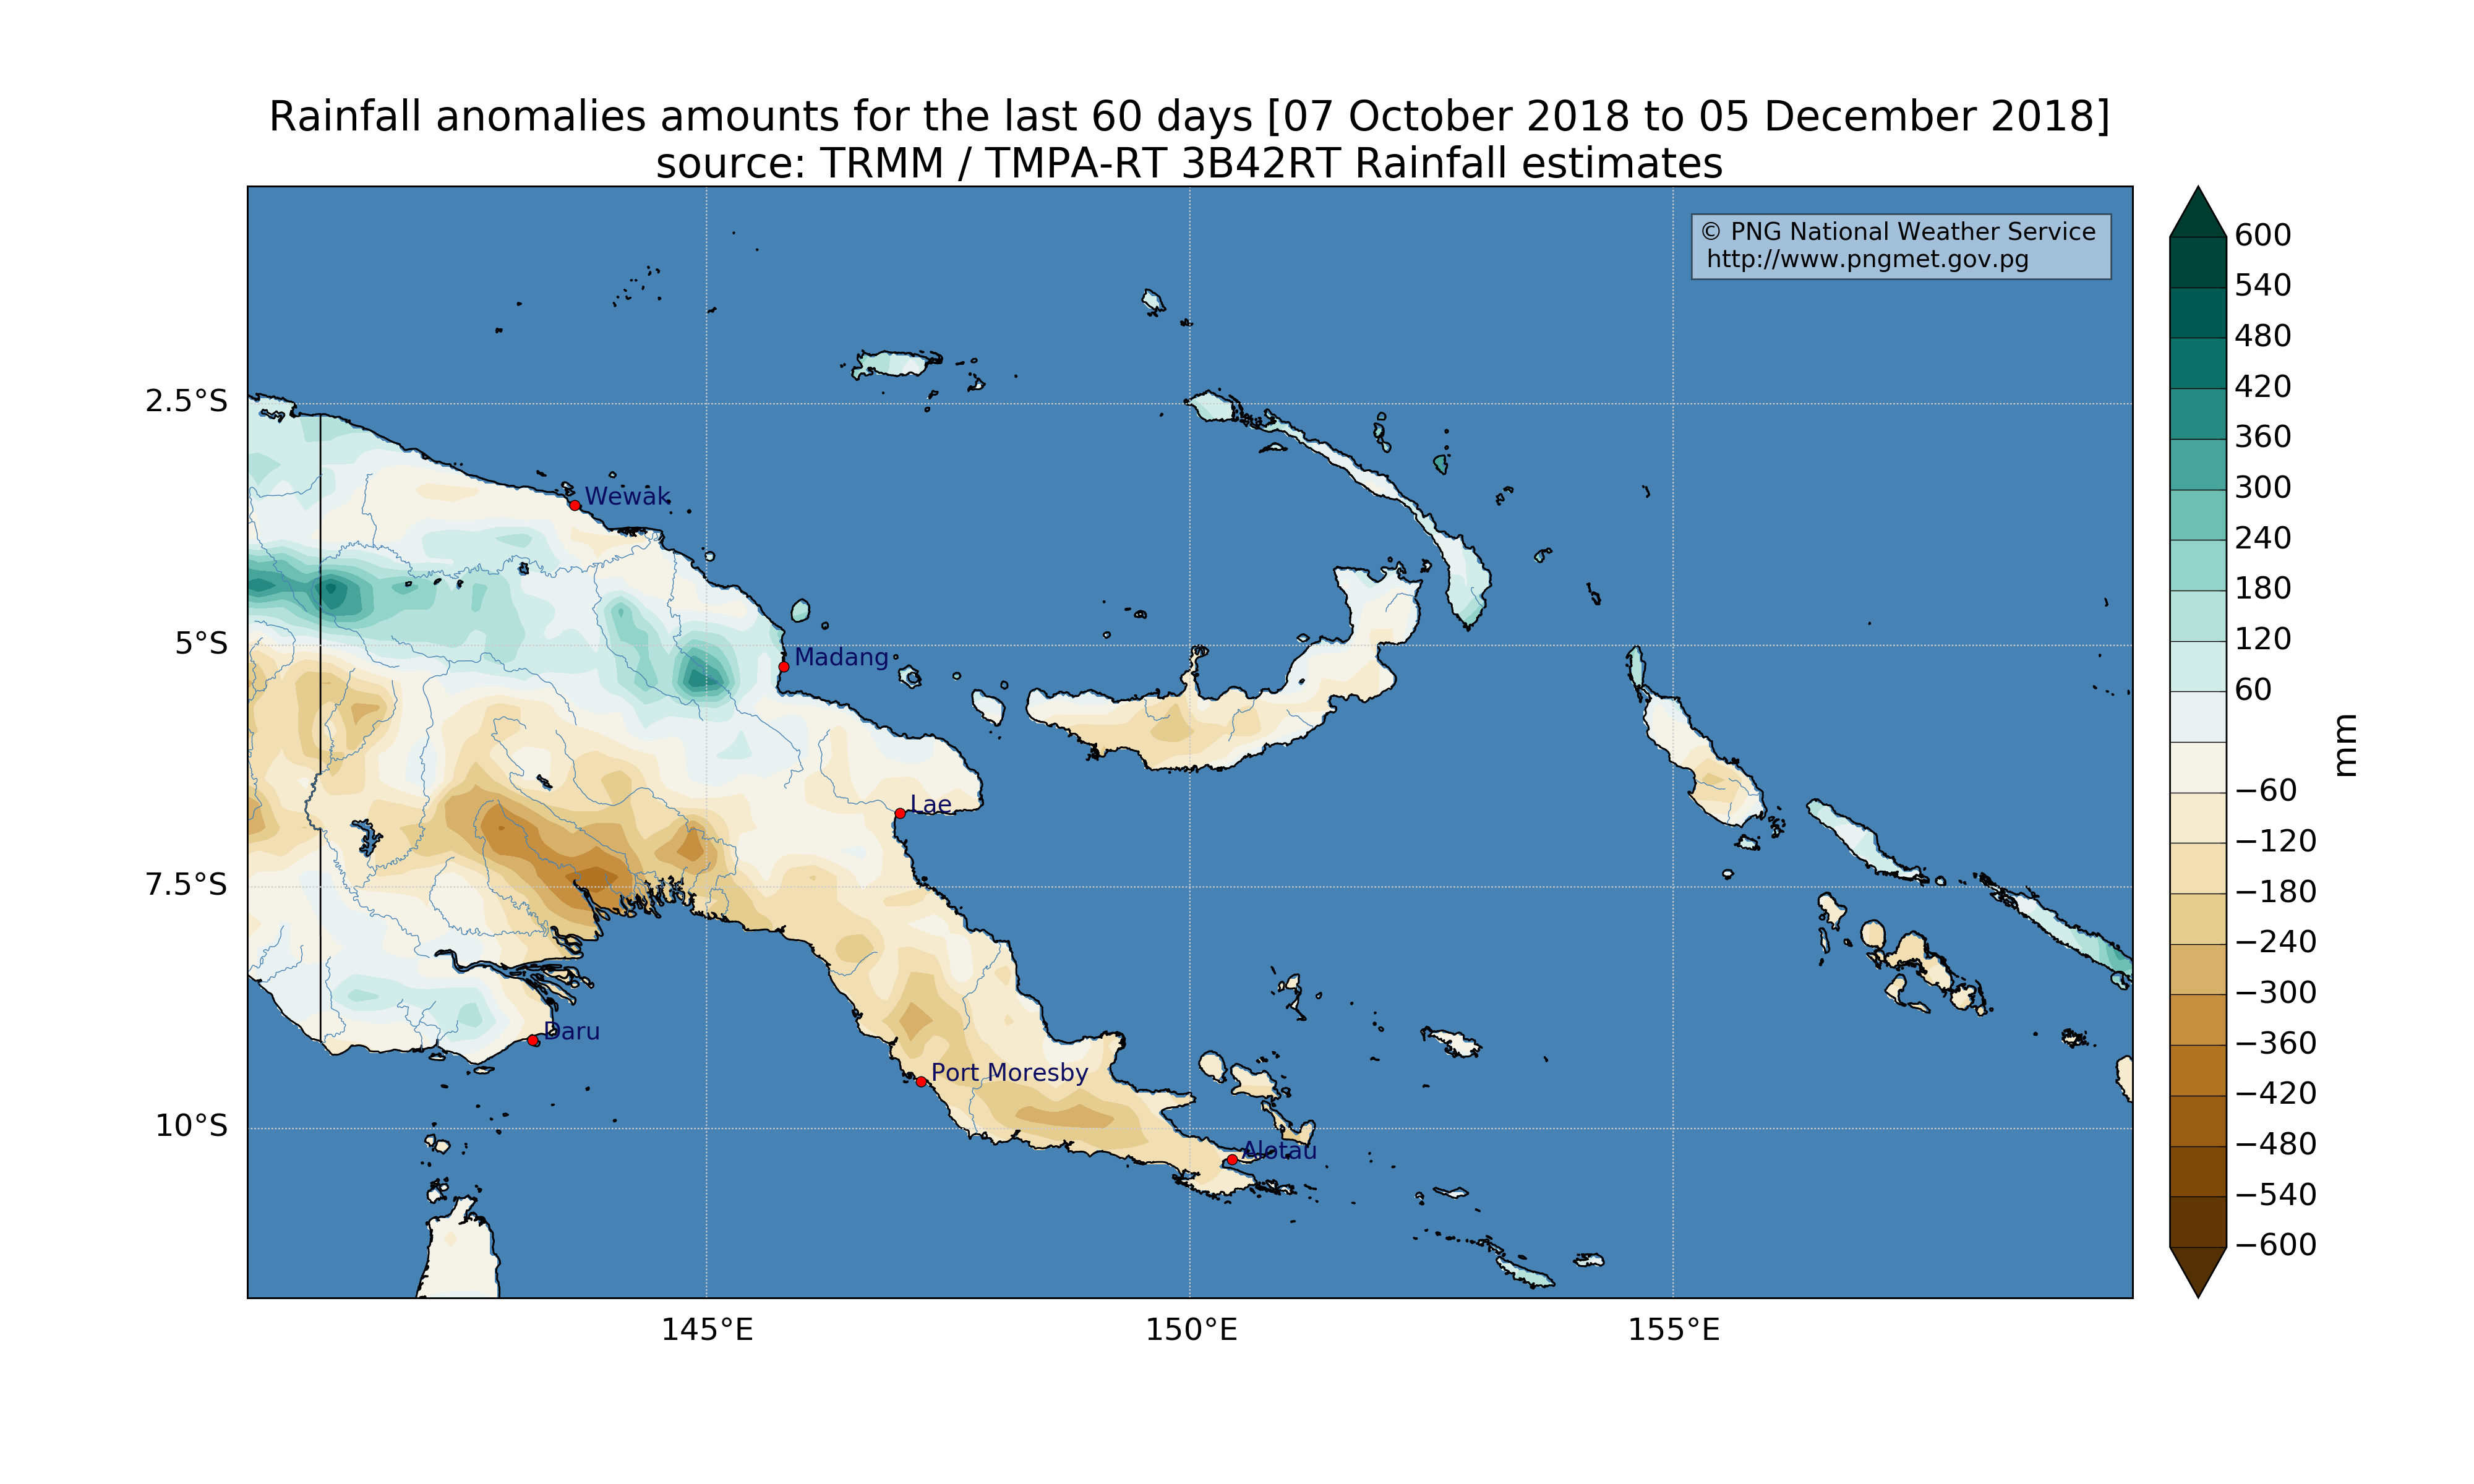 Rainfall anomalies amounts for the last 60 days [07 October 2018 to 05 December 2018]
source: TRMM / TMPA-RT 3B42RT Rainfall estimates
© PNG National Weather Service
http://www.pngmet.gov.pg
2.5°S
5°S
7.5°S
10°S
Wewak
Madang
Lae
Daru
Port Moresby
Alotau
145°E
150°E
155°E
600
540
480
420
360
300
240
180
120
60
−60
−120
−180
−240
−300
−360
−420
−480
−540
−600
mm